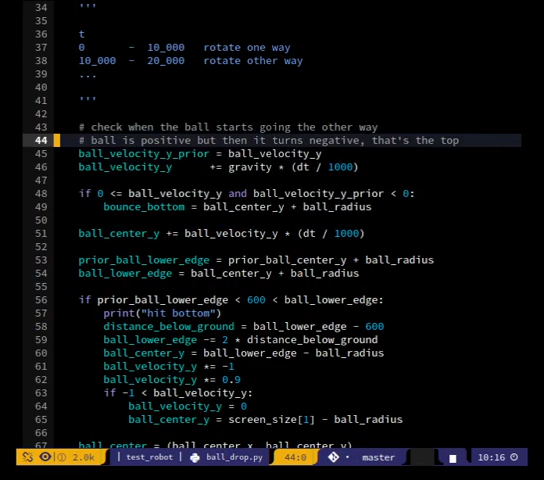 34 '''
35
36 t
37 0 - 10_000 rotate one way
38 10_000 - 20_000 rotate other way
39 ...
40
41 '''
42
43 # check when the ball starts going the other way
44 # ball is positive but then it turns negative, that's the top
45 ball_velocity_y_prior = ball_velocity_y
46 ball_velocity_y += gravity * (dt / 1000)
47
48 if 0 <= ball_velocity_y and ball_velocity_y_prior < 0:
49 bounce_bottom = ball_center_y + ball_radius
50
51 ball_center_y += ball_velocity_y * (dt / 1000)
52
53 prior_ball_lower_edge = prior_ball_center_y + ball_radius
54 ball_lower_edge = ball_center_y + ball_radius
55
56 if prior_ball_lower_edge < 600 < ball_lower_edge:
57 print("hit bottom")
58 distance_below_ground = ball_lower_edge - 600
59 ball_lower_edge -= 2 * distance_below_ground
60 ball_center_y = ball_lower_edge - ball_radius
61 ball_velocity_y *= -1
62 ball_velocity_y *= 0.9
63 if -1 < ball_velocity_y:
64 ball_velocity_y = 0
65 ball_center_y = screen_size[1] - ball_radius
66
67 ball_center = (ball_center_x, ball_center_y)
2.0k | test_robot ball_drop.py 44:0 master 10:16